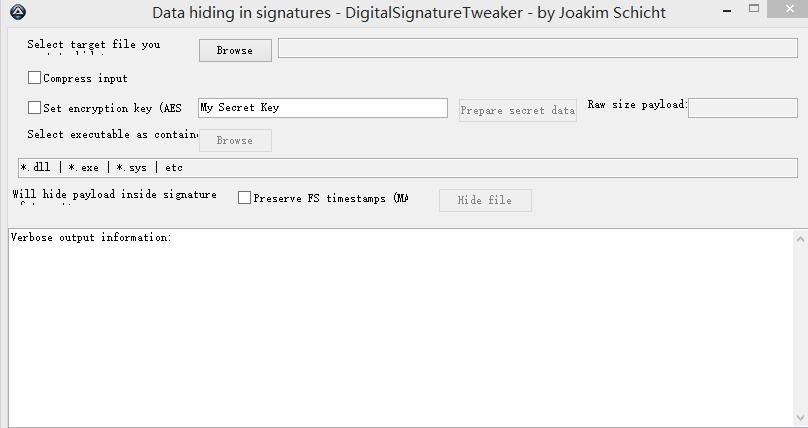 Data hiding in signatures - DigitalSignatureTweaker - by Joakim Schicht
Select target file you
Browse
Compress input
Set encryption key (AES
My Secret Key
Prepare secret data
Raw size payload:
Select executable as contain
Browse
*.dll | *.exe | *.sys | etc
Will hide payload inside signature
Preserve FS timestamps (MA
Hide file
Verbose output information: